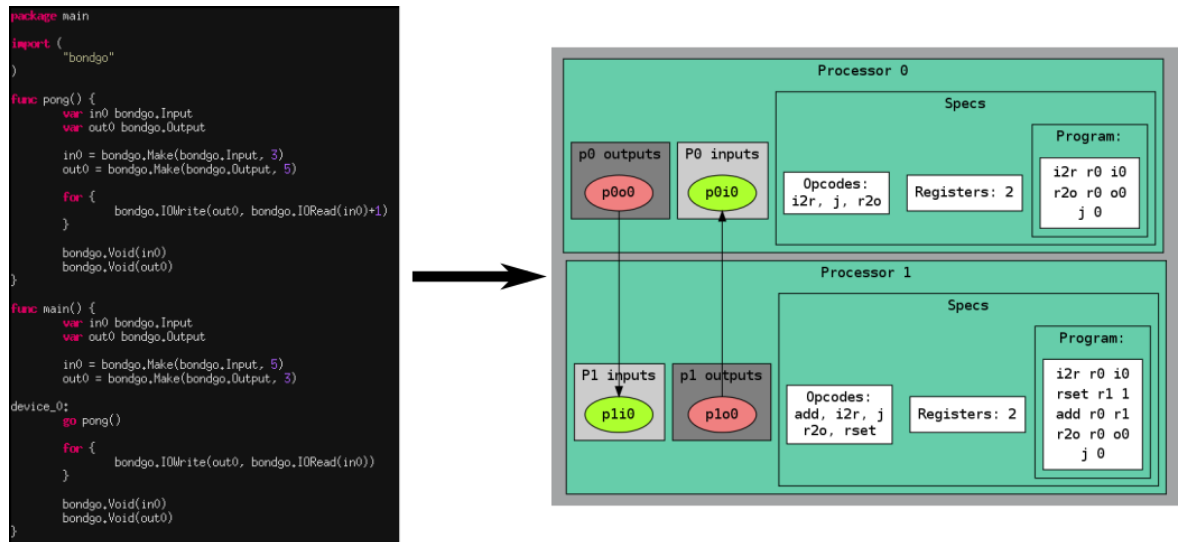 package main
import (
"bondgo"
)
func pong() {
var in0 bondgo.Input
var out0 bondgo.Output
in0 = bondgo.Make(bondgo.Input, 3)
out0 = bondgo.Make(bondgo.Output, 5)
for {
bondgo.IOWrite(out0, bondgo.IORead(in0)+1)
}
bondgo.Void(in0)
bondgo.Void(out0)
}
func main() {
var in0 bondgo.Input
var out0 bondgo.Output
in0 = bondgo.Make(bondgo.Input, 5)
out0 = bondgo.Make(bondgo.Output, 3)
device_0:
go pong()
for {
bondgo.IOWrite(out0, bondgo.IORead(in0))
}
bondgo.Void(in0)
bondgo.Void(out0)
}
Processor 0
p0 outputs
p0o0
P0 inputs
p0i0
Specs
Opcodes:
i2r, j, r2o
Registers: 2
Program:
i2r r0 i0
r2o r0 o0
j 0
Processor 1
P1 inputs
p1i0
p1 outputs
p1o0
Specs
Opcodes:
add, i2r, j
r2o, rset
Registers: 2
Program:
i2r r0 i0
rset r1 1
add r0 r1
r2o r0 o0
j 0